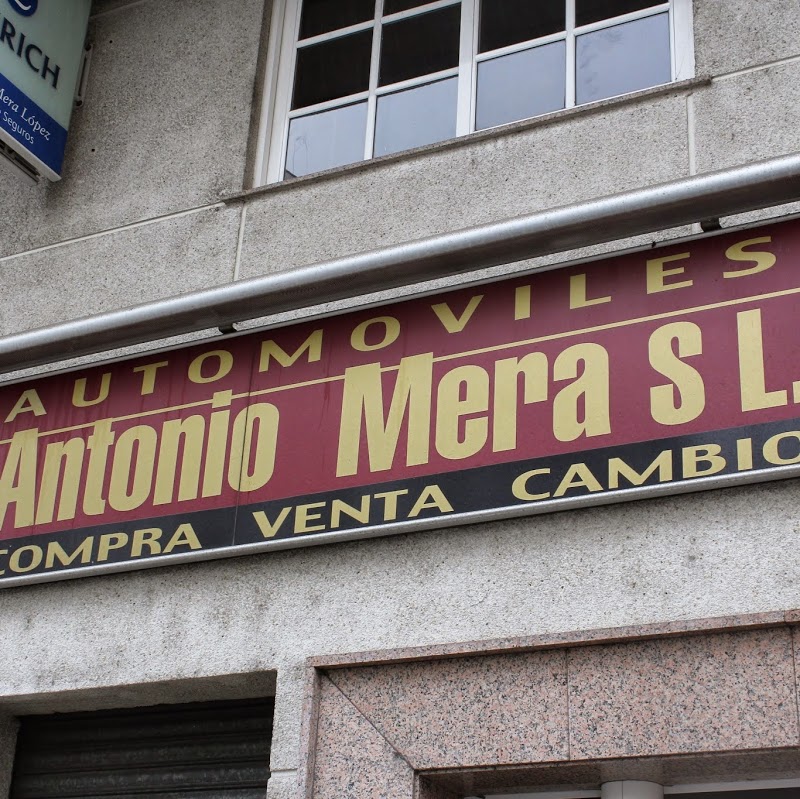 RICH
Mera López
Seguros
AUTOMOVILES
Antonio Mera S L.
COMPRA VENTA CAMBIO